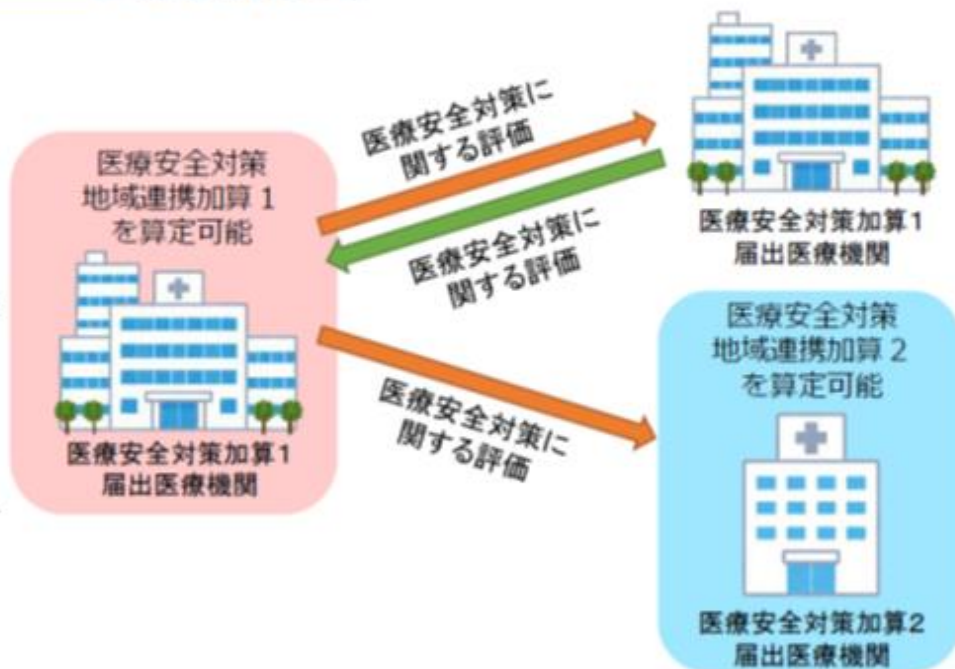 医療安全対策
地域連携加算1
を算定可能
医療安全対策加算1
届出医療機関
医療安全対策に
関する評価
医療安全対策に
関する評価
医療安全対策に
関する評価
医療安全対策加算1
届出医療機関
医療安全対策
地域連携加算2
を算定可能
医療安全対策加算2
届出医療機関